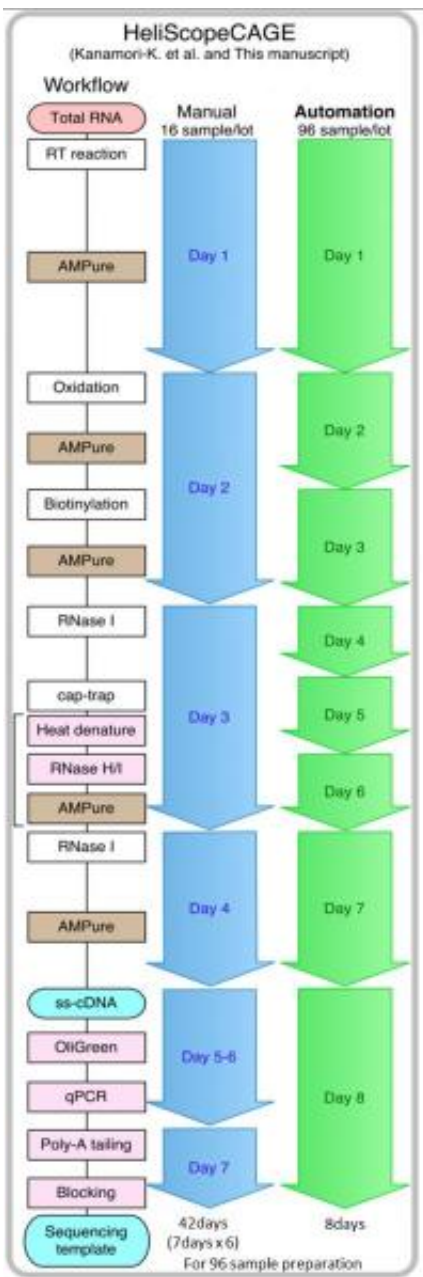 HeliScopeCAGE
(Kanamori-K. et al. and This manuscript)
Workflow
Manual
16 sample/lot
Automation
96 sample/lot
Total RNA
RT reaction
AMPure
Oxidation
AMPure
Biotinylation
AMPure
RNase I
cap-trap
Heat denature
RNase H/I
AMPure
RNase I
AMPure
ss-cDNA
OliGreen
qPCR
Poly-A tailing
Blocking
Sequencing
template
Day 1
Day 2
Day 3
Day 4
Day 5-6
Day 7
42days
(7days x 6)
Day 1
Day 2
Day 3
Day 4
Day 5
Day 6
Day 7
Day 8
8days
For 96 sample preparation